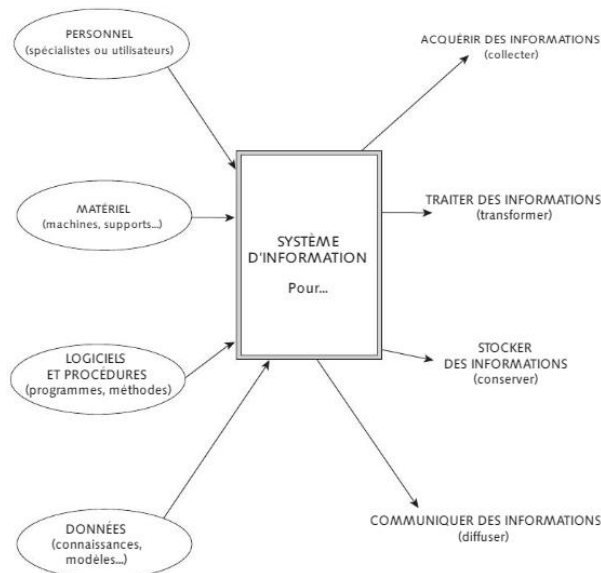 PERSONNEL
(spécialistes ou utilisateurs)
ACQUÉRIR DES INFORMATIONS
(collecter)
MATÉRIEL
(machines, supports...)
TRAITER DES INFORMATIONS
(transformer)
SYSTÈME
D'INFORMATION
Pour...
LOGICIELS
ET PROCÉDURES
(programmes, méthodes)
STOCKER
DES INFORMATIONS
(conserver)
DONNÉES
(connaissances,
modèles...)
COMMUNIQUER DES INFORMATIONS
(diffuser)